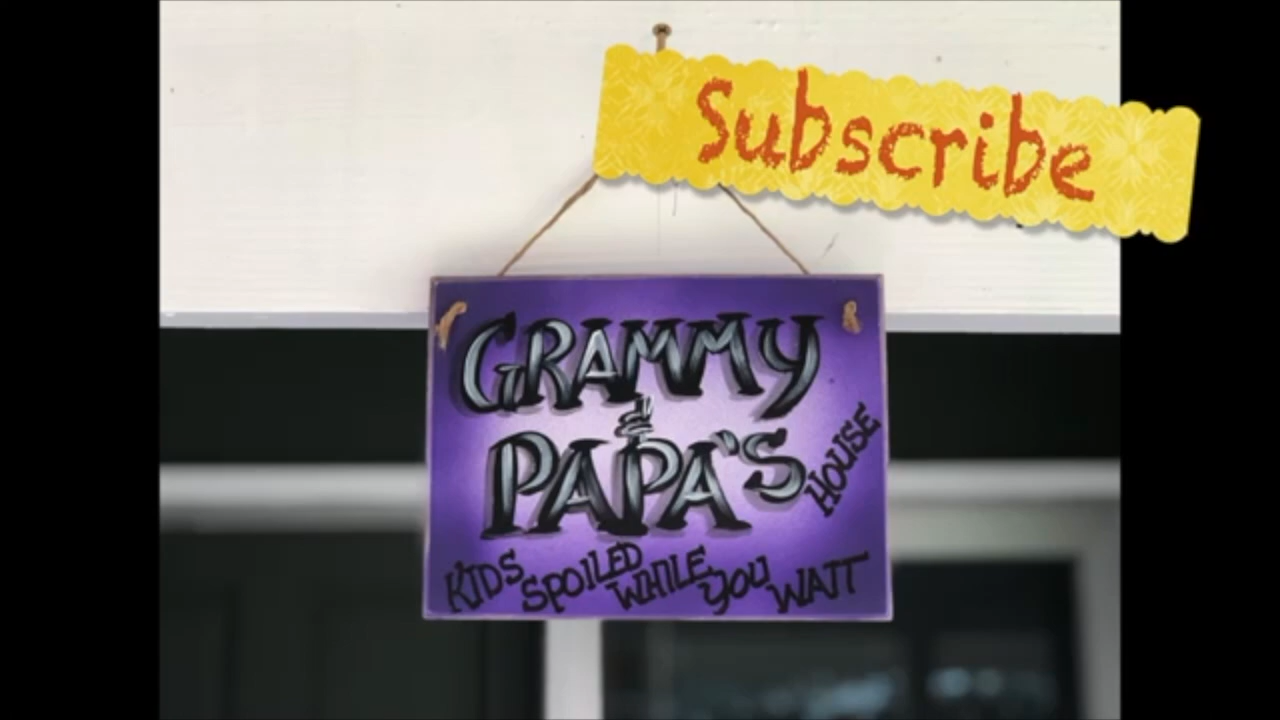 Subscribe
GRAMMY
&
PAPA'S
HOUSE
KIDS SPOILED WHILE YOU WAIT